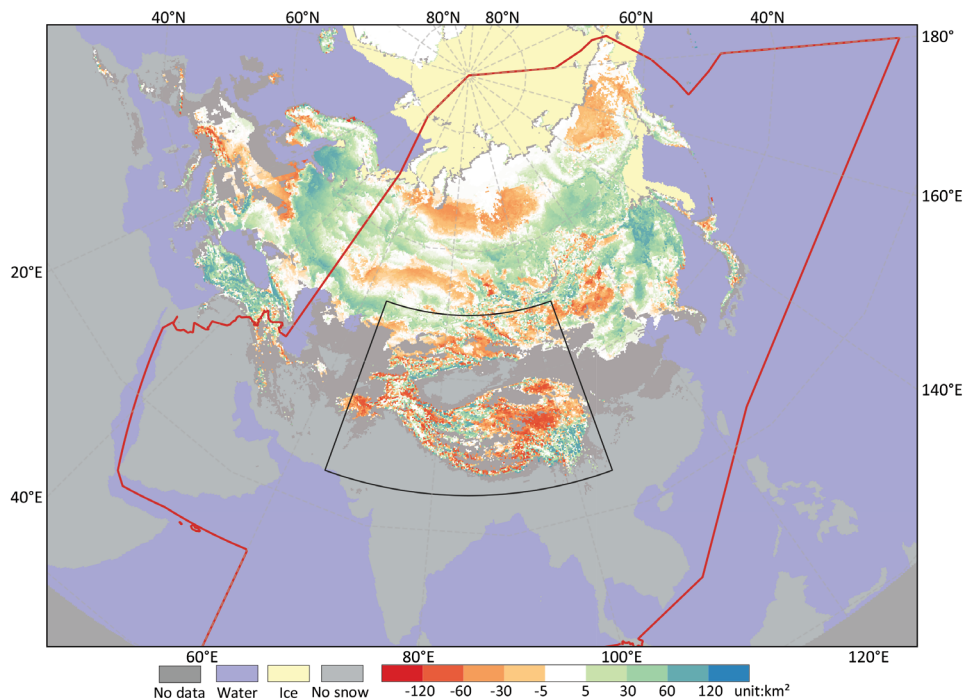 40°N 60°N 80°N 80°N 60°N 40°N
180°
160°E
20°E
140°E
40°E
60°E 80°E 100°E 120°E
-120 -60 -30 -5 5 30 60 120 unit:km²
No data Water Ice No snow